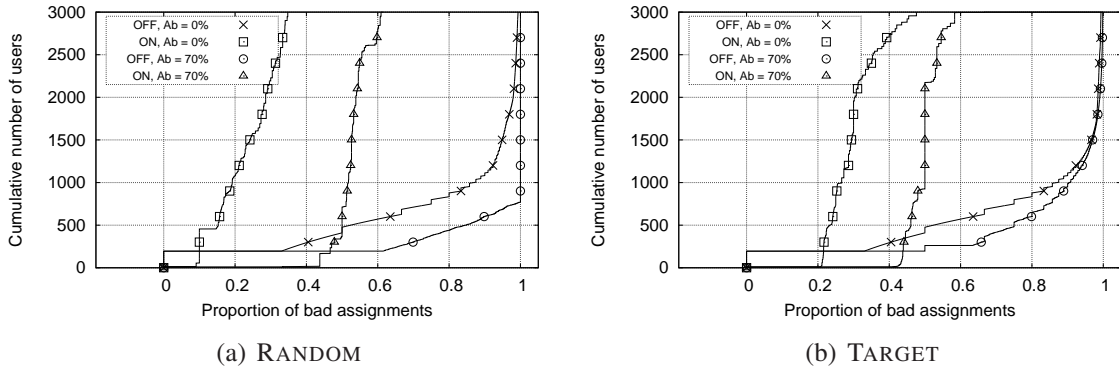 3000
2500
2000
1500
1000
500
0
Cumulative number of users
OFF, Ab = 0%
ON, Ab = 0%
OFF, Ab = 70%
ON, Ab = 70%
0 0.2 0.4 0.6 0.8 1
Proportion of bad assignments
(a) RANDOM
3000
2500
2000
1500
1000
500
0
Cumulative number of users
OFF, Ab = 0%
ON, Ab = 0%
OFF, Ab = 70%
ON, Ab = 70%
0 0.2 0.4 0.6 0.8 1
Proportion of bad assignments
(b) TARGET